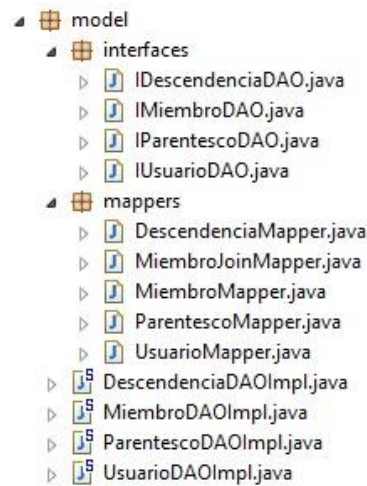 model
interfaces
IDescendenciaDAO.java
IMiembroDAO.java
IParentescoDAO.java
IUsuarioDAO.java
mappers
DescendenciaMapper.java
MiembroJoinMapper.java
MiembroMapper.java
ParentescoMapper.java
UsuarioMapper.java
DescendenciaDAOImpl.java
MiembroDAOImpl.java
ParentescoDAOImpl.java
UsuarioDAOImpl.java